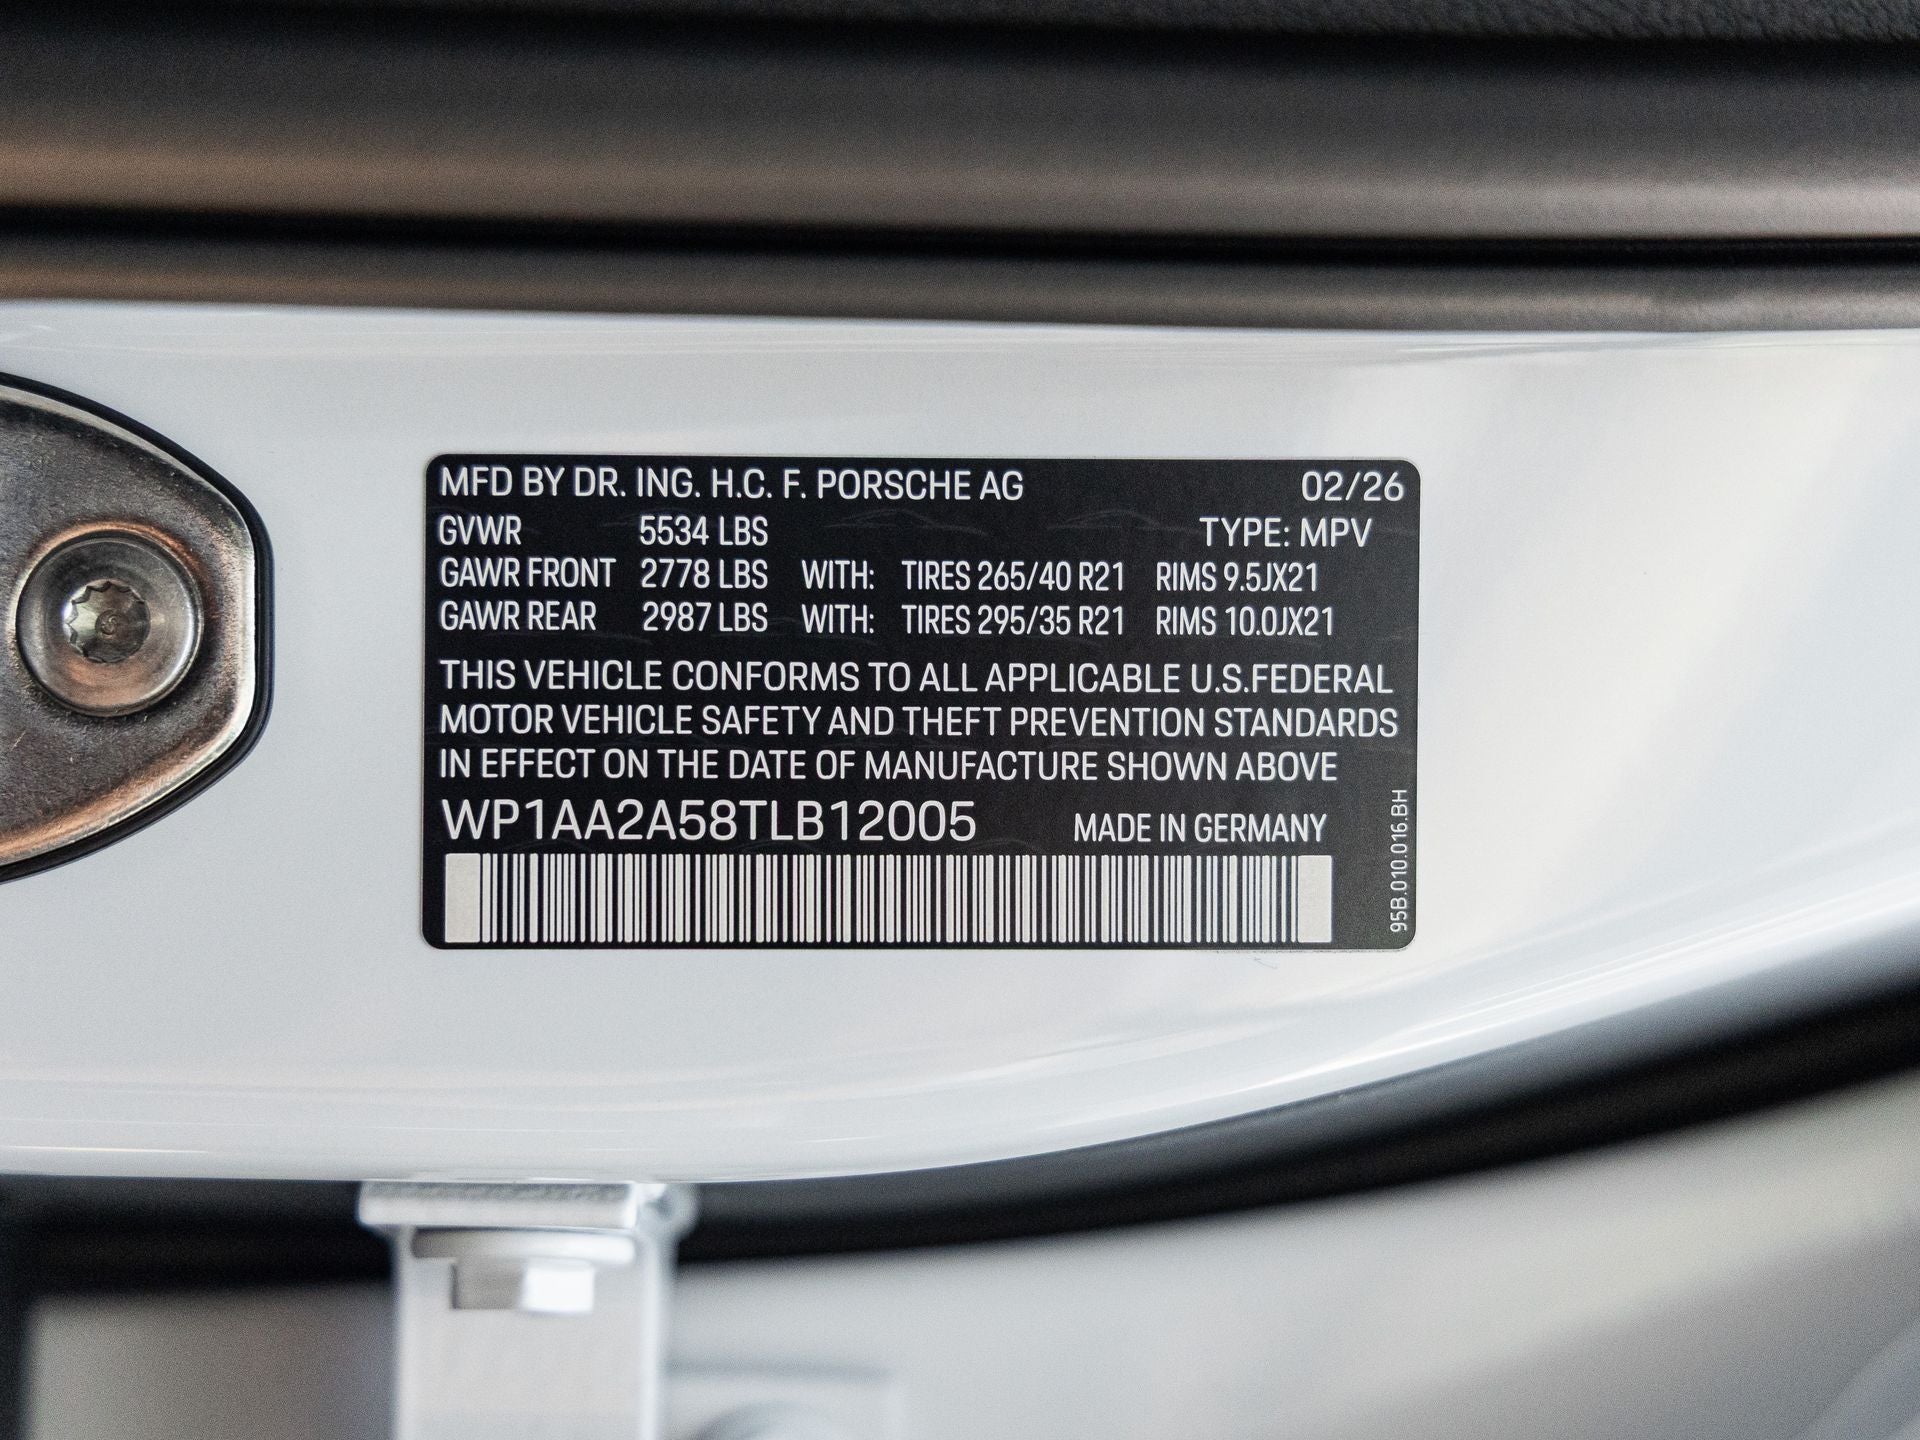 MFD BY DR. ING. H.C. F. PORSCHE AG 02/26
GVWR 5534 LBS TYPE: MPV
GAWR FRONT 2778 LBS WITH: TIRES 265/40 R21 RIMS 9.5JX21
GAWR REAR 2987 LBS WITH: TIRES 295/35 R21 RIMS 10.0JX21
THIS VEHICLE CONFORMS TO ALL APPLICABLE U.S.FEDERAL
MOTOR VEHICLE SAFETY AND THEFT PREVENTION STANDARDS
IN EFFECT ON THE DATE OF MANUFACTURE SHOWN ABOVE
WP1AA2A58TLB12005 MADE IN GERMANY
95B.010.016.BH